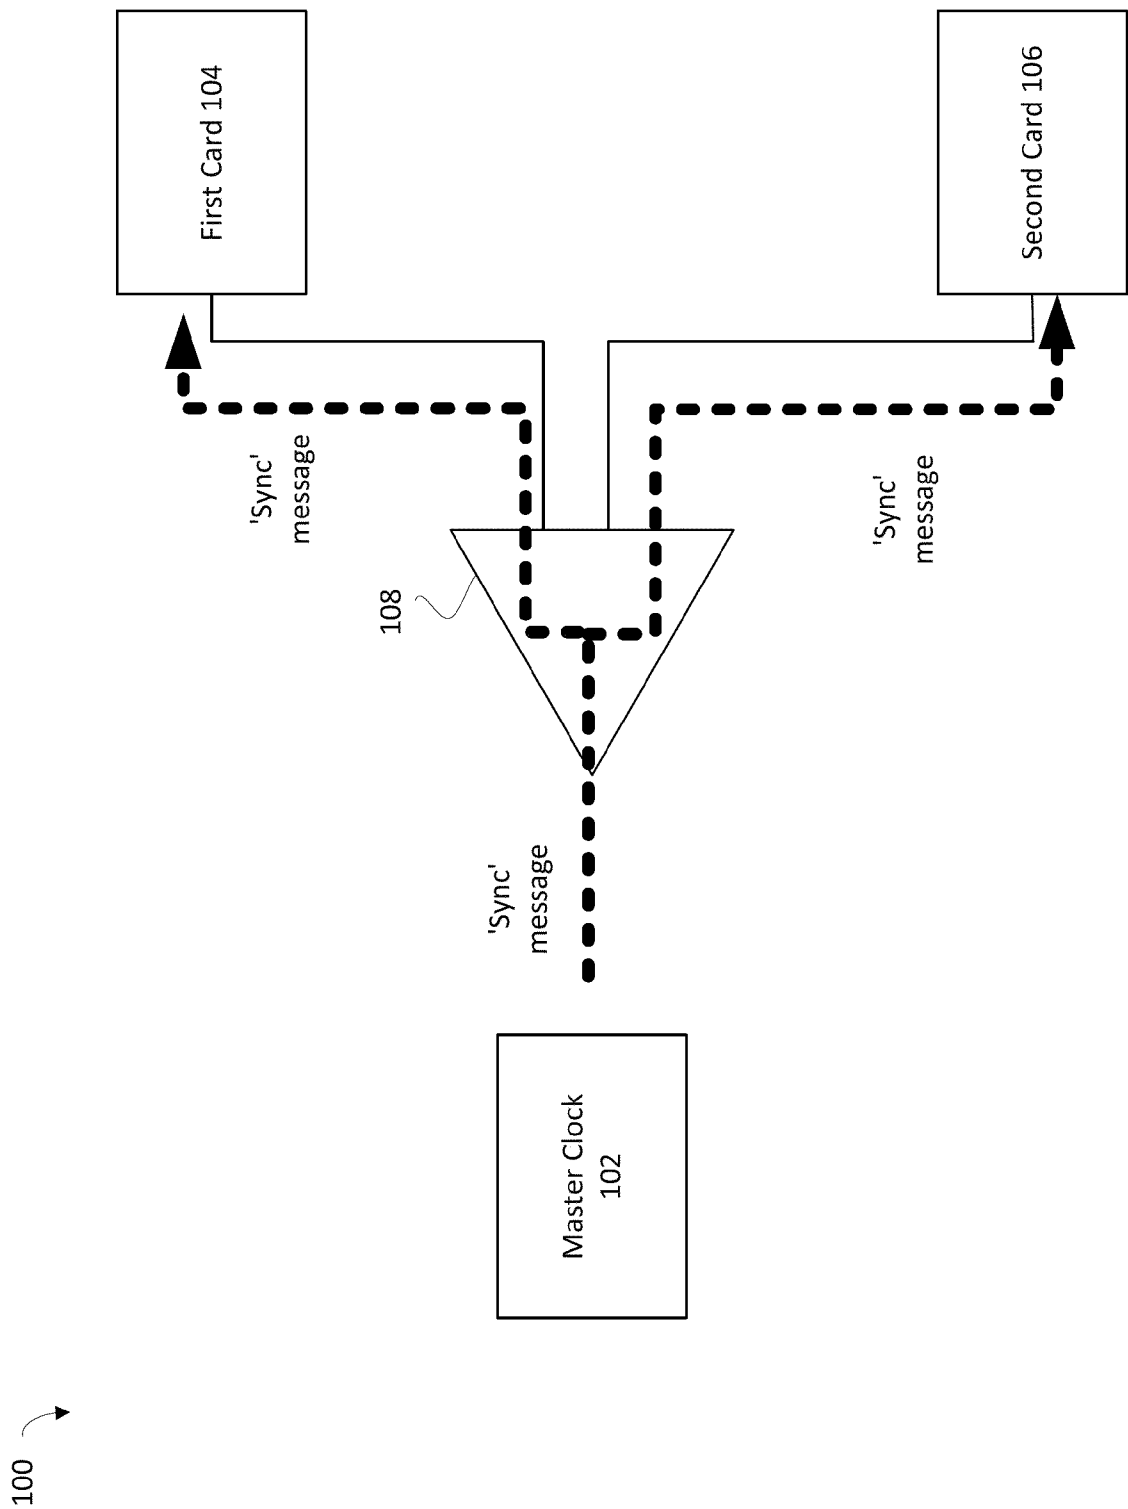 100
Master Clock
102
'Sync'
message
108
'Sync'
message
First Card 104
'Sync'
message
Second Card 106